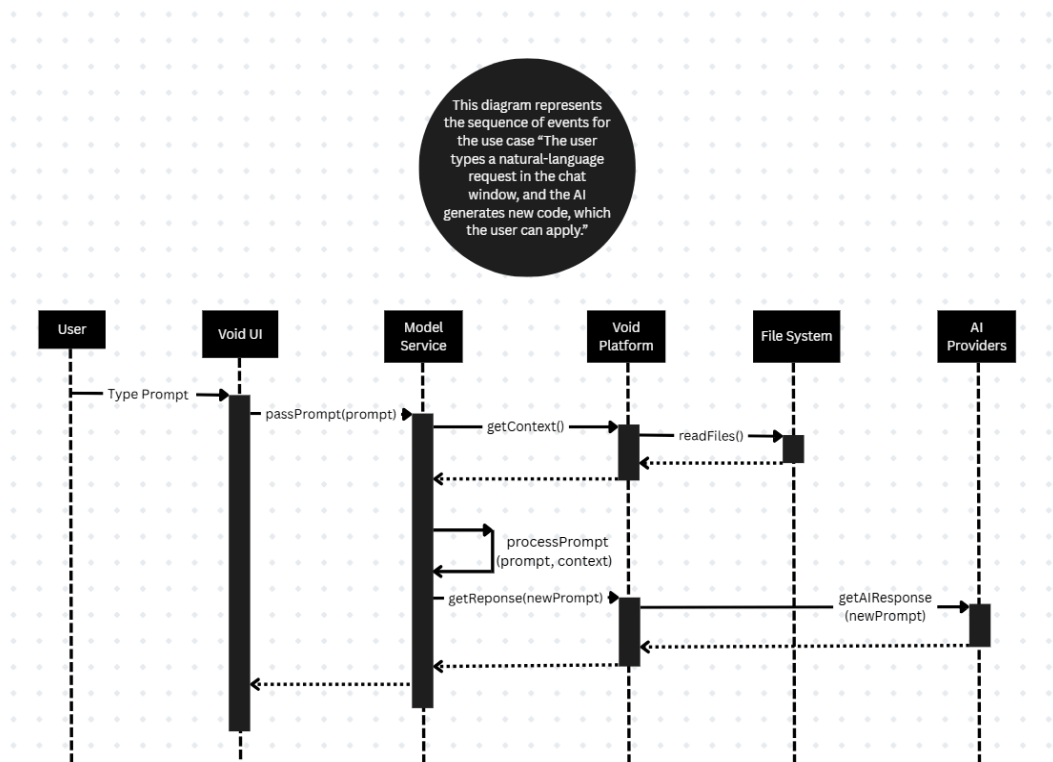 This diagram represents
the sequence of events for
the use case “The user
types a natural-language
request in the chat
window, and the AI
generates new code, which
the user can apply.”
User
Void UI
Model
Service
Void
Platform
File System
AI
Providers
Type Prompt
passPrompt(prompt)
getContext()
readFiles()
processPrompt
(prompt, context)
getReponse(newPrompt)
getAIResponse
(newPrompt)